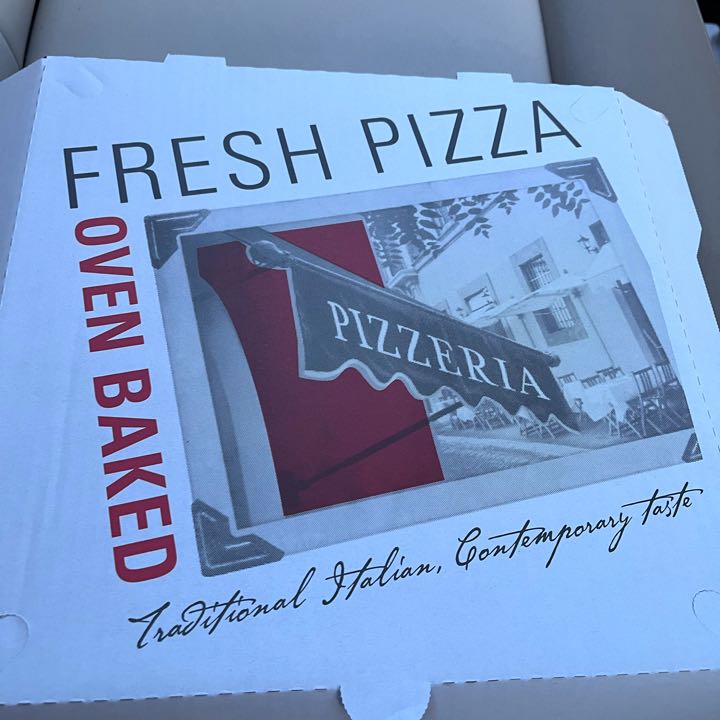 FRESH PIZZA
OVEN BAKED
PIZZERIA
Traditional Italian, Contemporary taste